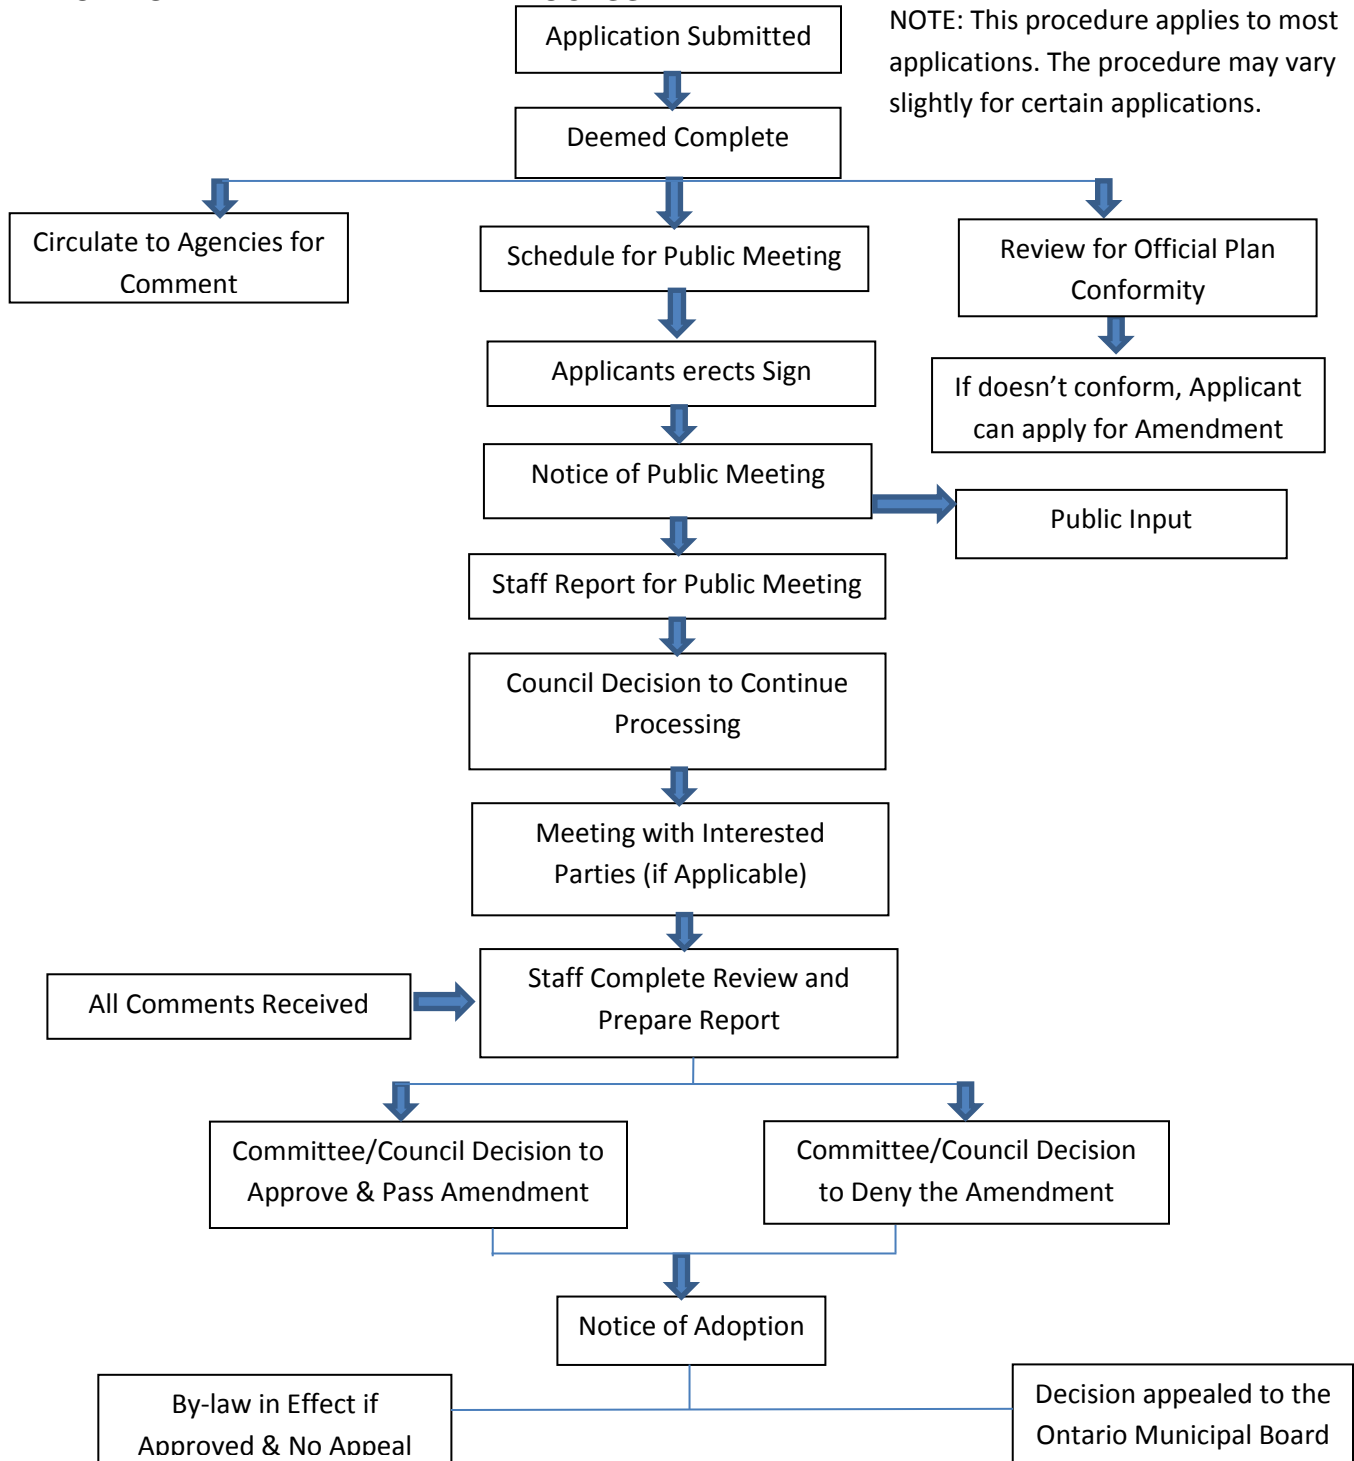 Application Submitted
NOTE: This procedure applies to most
applications. The procedure may vary
slightly for certain applications.
Deemed Complete
Circulate to Agencies for
Comment
Schedule for Public Meeting
Review for Official Plan
Conformity
Applicants erects Sign
If doesn’t conform, Applicant
can apply for Amendment
Notice of Public Meeting
Public Input
Staff Report for Public Meeting
Council Decision to Continue
Processing
Meeting with Interested
Parties (if Applicable)
All Comments Received
Staff Complete Review and
Prepare Report
Committee/Council Decision to
Approve & Pass Amendment
Committee/Council Decision
to Deny the Amendment
Notice of Adoption
By-law in Effect if
Approved & No Appeal
Decision appealed to the
Ontario Municipal Board